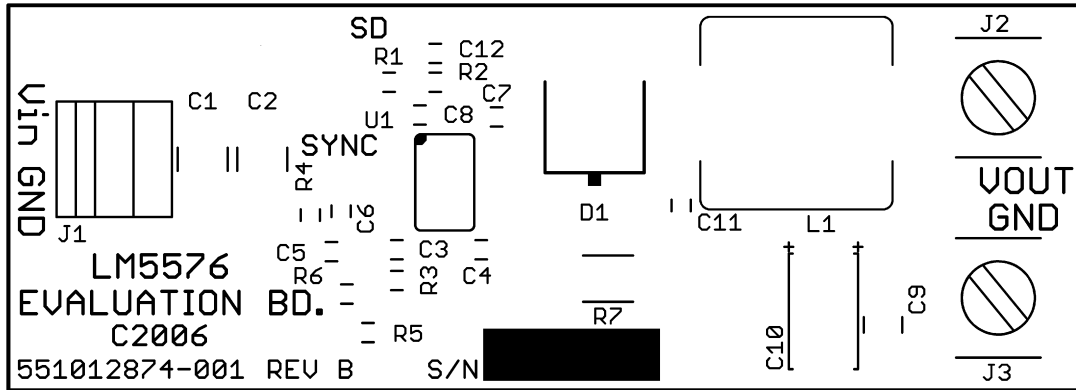 SD
J2
R1
C12
R2
C1
C2
C7
Vin GND
U1
C8
SYNC
R4
VOUT
GND
C6
D1
C11
L1
J1
C5
C3
C4
LM5576
R6
R3
EVALUATION BD.
C9
R7
C2006
R5
C10
551012874-001 REV B
S/N
J3